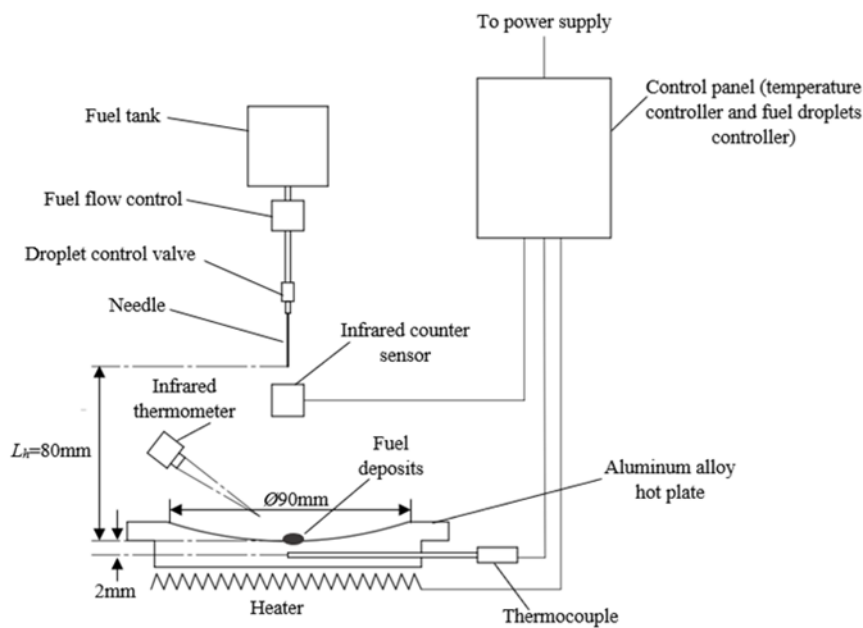 To power supply
Control panel (temperature
controller and fuel droplets
controller)
Fuel tank
Fuel flow control
Droplet control valve
Needle
Infrared counter
sensor
Infrared
thermometer
Lh=80mm
Fuel
deposits
Ø90mm
Aluminum alloy
hot plate
2mm
Heater
Thermocouple